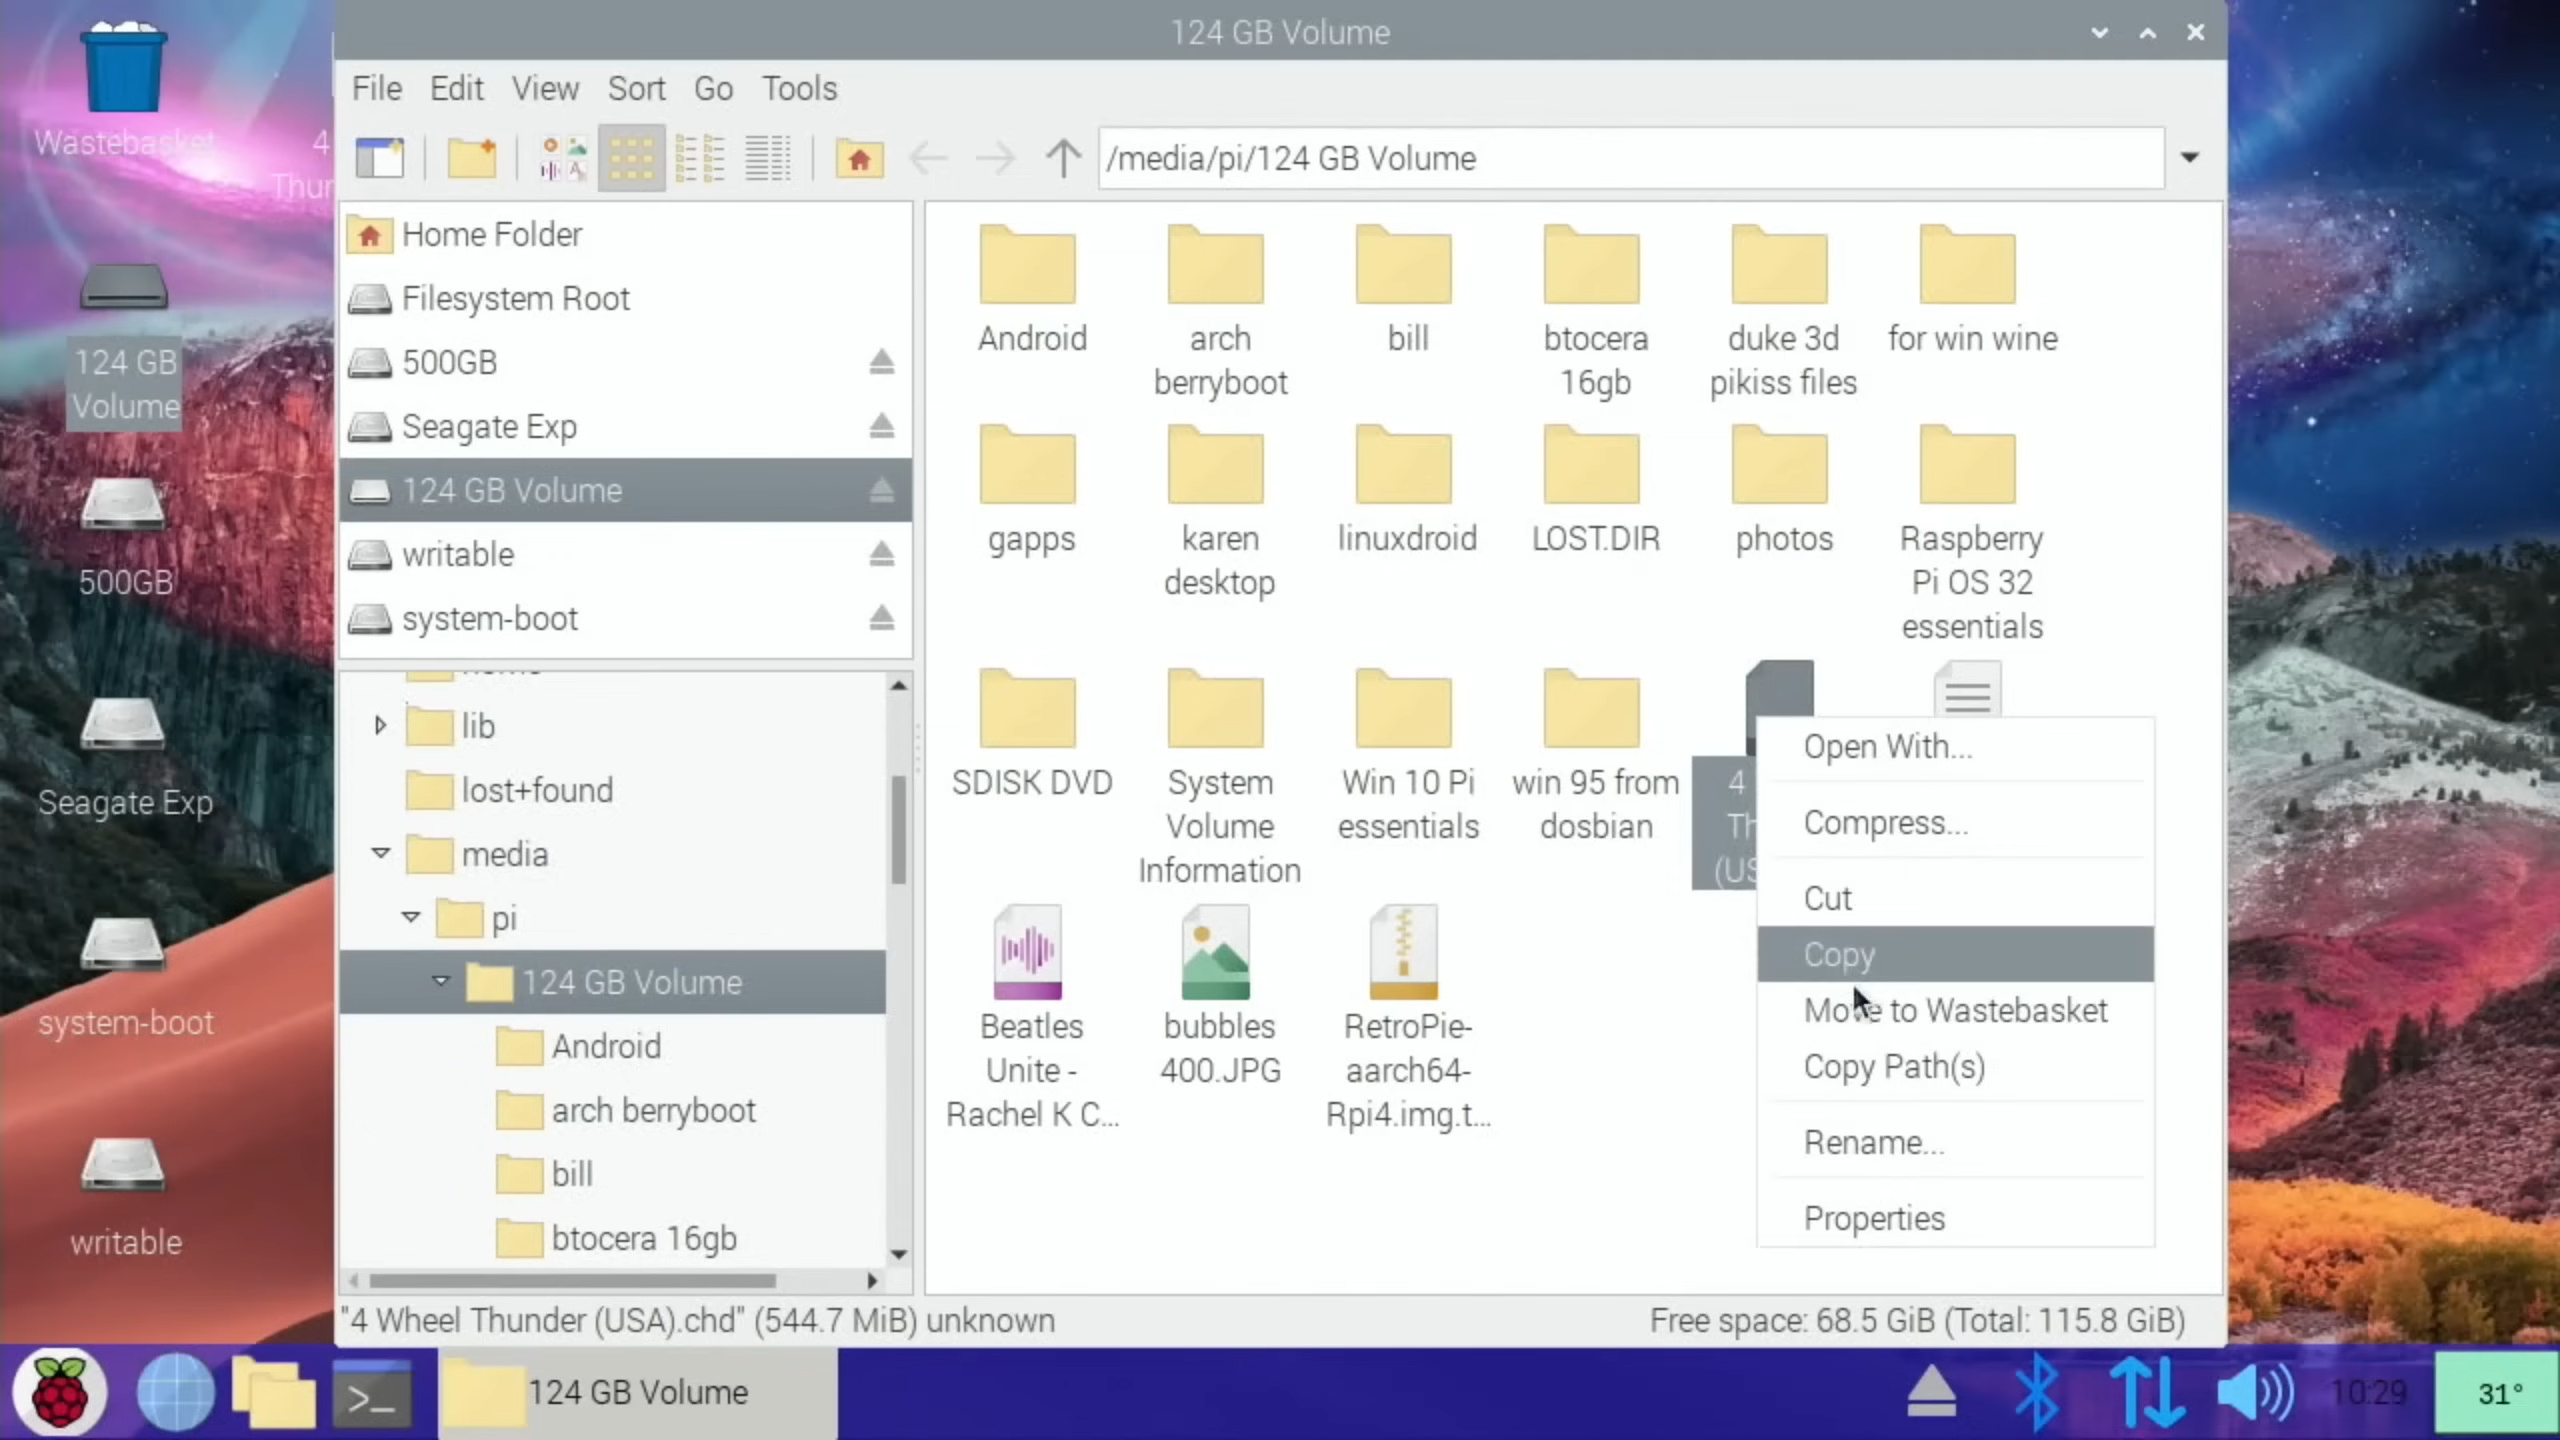 124 GB Volume
File Edit View Sort Go Tools
/media/pi/124 GB Volume
Wastebasket
4
Thun
124 GB
Volume
500GB
Seagate Exp
system-boot
writable
Home Folder
Filesystem Root
500GB
Seagate Exp
124 GB Volume
writable
system-boot
lib
lost+found
media
pi
124 GB Volume
Android
arch berryboot
bill
btocera 16gb
Android
arch
berryboot
bill
btocera
16gb
duke 3d
pikiss files
for win wine
gapps
karen
desktop
linuxdroid
LOST.DIR
photos
Raspberry
Pi OS 32
essentials
SDISK DVD
System
Volume
Information
Win 10 Pi
essentials
win 95 from
dosbian
4
Th
(US
Beatles
Unite -
Rachel K C...
bubbles
400.JPG
RetroPie-
aarch64-
Rpi4.img.t...
Open With...
Compress...
Cut
Copy
Move to Wastebasket
Copy Path(s)
Rename...
Properties
"4 Wheel Thunder (USA).chd" (544.7 MiB) unknown
Free space: 68.5 GiB (Total: 115.8 GiB)
>_
124 GB Volume
10:29
31°